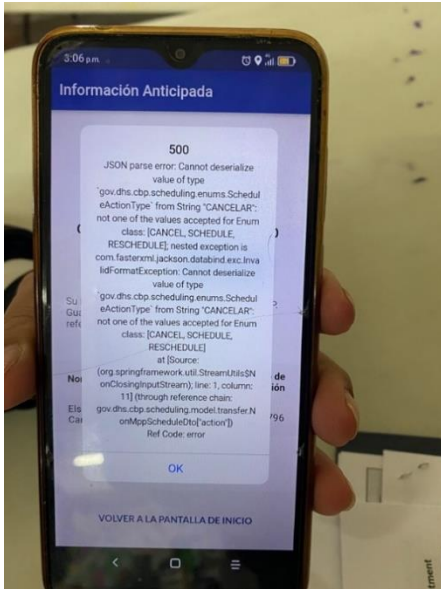 3:06 p.m.
Información Anticipada
500
JSON parse error: Cannot deserialize
value of type
`gov.dhs.cbp.scheduling.enums.Schedul
eActionType` from String "CANCELAR":
not one of the values accepted for Enum
class: [CANCEL, SCHEDULE,
RESCHEDULE]; nested exception is
com.fasterxml.jackson.databind.exc.Inva
lidFormatException: Cannot deserialize
value of type
`gov.dhs.cbp.scheduling.enums.Schedul
eActionType` from String "CANCELAR":
not one of the values accepted for Enum
class: [CANCEL, SCHEDULE,
RESCHEDULE]
at [Source:
(org.springframework.util.StreamUtils$N
onClosingInputStream); line: 1, column:
11] (through reference chain:
gov.dhs.cbp.scheduling.model.transfer.N
onMppScheduleDto["action"])
Ref Code: error
OK
VOLVER A LA PANTALLA DE INICIO